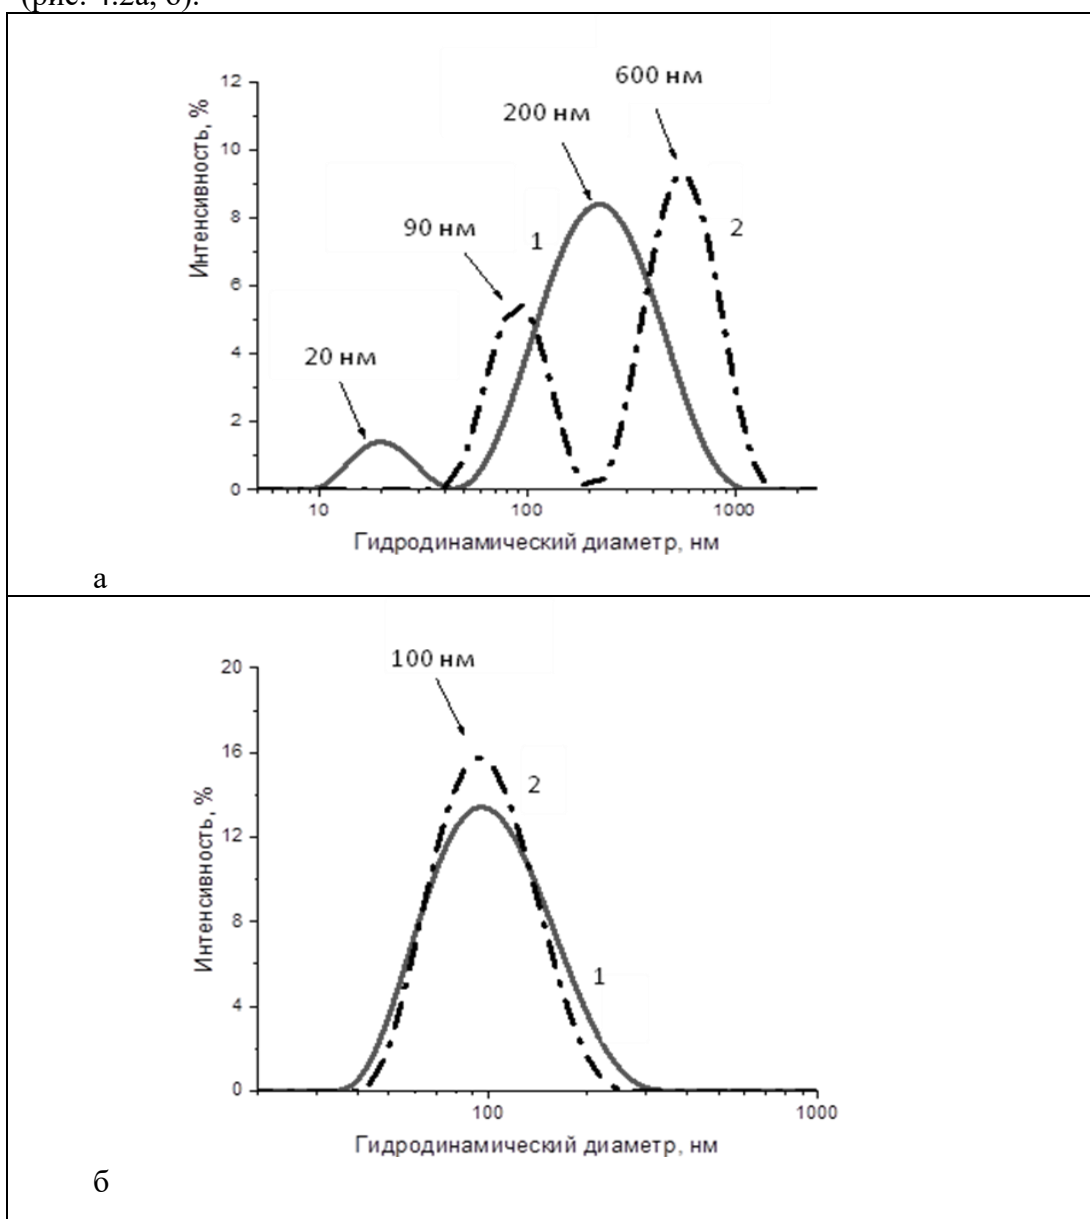 (рис. 4.2а, б).
600 нм
200 нм
90 нм
20 нм
1
2
Интенсивность, %
12
10
8
6
4
2
0
10
100
1000
Гидродинамический диаметр, нм
а
100 нм
2
1
Интенсивность, %
20
16
12
8
4
0
100
1000
Гидродинамический диаметр, нм
б